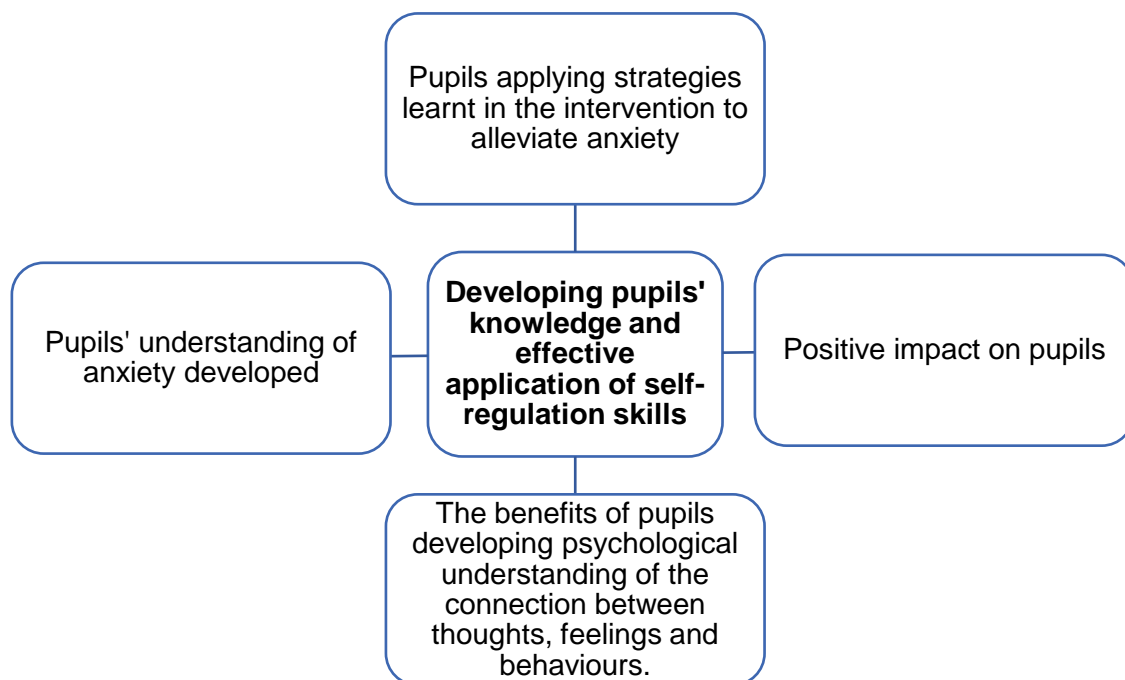 Pupils applying strategies
learnt in the intervention to
alleviate anxiety
Pupils' understanding of
anxiety developed
Developing pupils'
knowledge and
effective
application of self-
regulation skills
Positive impact on pupils
The benefits of pupils
developing psychological
understanding of the
connection between
thoughts, feelings and
behaviours.